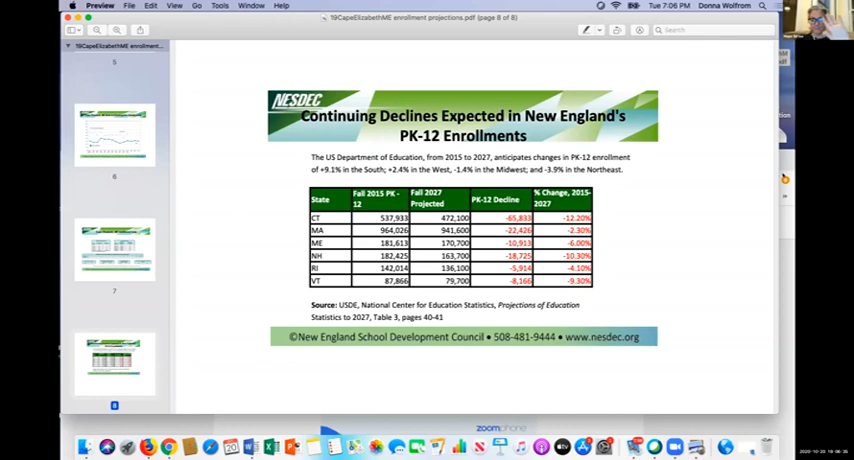 Preview File Edit View Go Tools Window Help
Tue 7:06 PM Donna Wolfrom
19CapeElizabethME enrollment projections.pdf (page 8 of 8)
Search
19CapeElizabethME enrollment...
5
7
8
NESDEC
Continuing Declines Expected in New England's
PK-12 Enrollments
The US Department of Education, from 2015 to 2027, anticipates changes in PK-12 enrollment
of +9.1% in the South; +2.4% in the West, -1.4% in the Midwest; and -3.9% in the Northeast.
State Fall 2015 PK-12 Fall 2027 Projected PK-12 Decline % Change, 2015-2027
CT 537,933 472,100 -65,833 -12.20%
MA 964,026 941,600 -22,426 -2.30%
ME 181,613 170,700 -10,913 -6.00%
NH 182,425 163,700 -18,725 -10.30%
RI 142,014 136,100 -5,914 -4.10%
VT 87,866 79,700 -8,166 -9.30%
Source: USDE, National Center for Education Statistics, Projections of Education
Statistics to 2027, Table 3, pages 40-41
©New England School Development Council • 508-481-9444 • www.nesdec.org
zoomphone